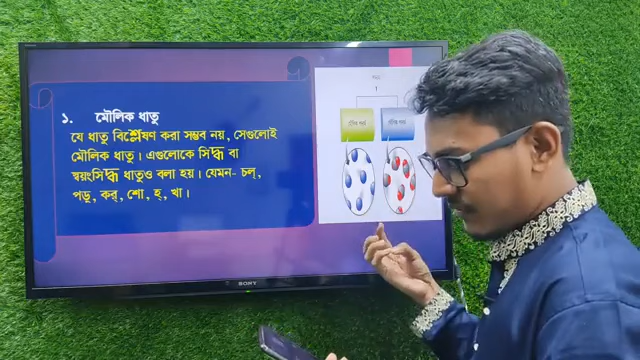 ১. মৌলিক ধাতু
যে ধাতু বিশ্লেষণ করা সম্ভব নয়, সেগুলোই
মৌলিক ধাতু। এগুলোকে সিদ্ধ বা
স্বয়ংসিদ্ধ ধাতুও বলা হয়। যেমন- চল্,
পড়্, কর্, শো, হ্, খা।
SONY